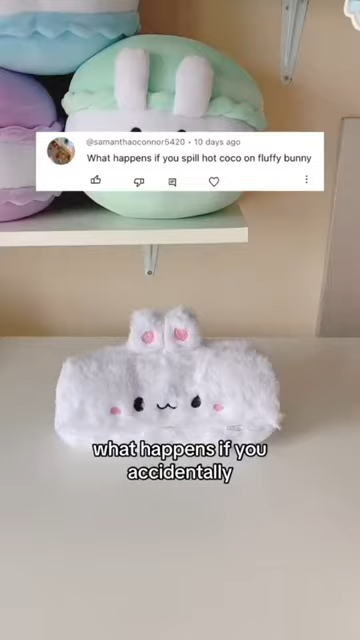 @samanthaoconnor5420 • 10 days ago
What happens if you spill hot coco on fluffy bunny
what happens if you
accidentally